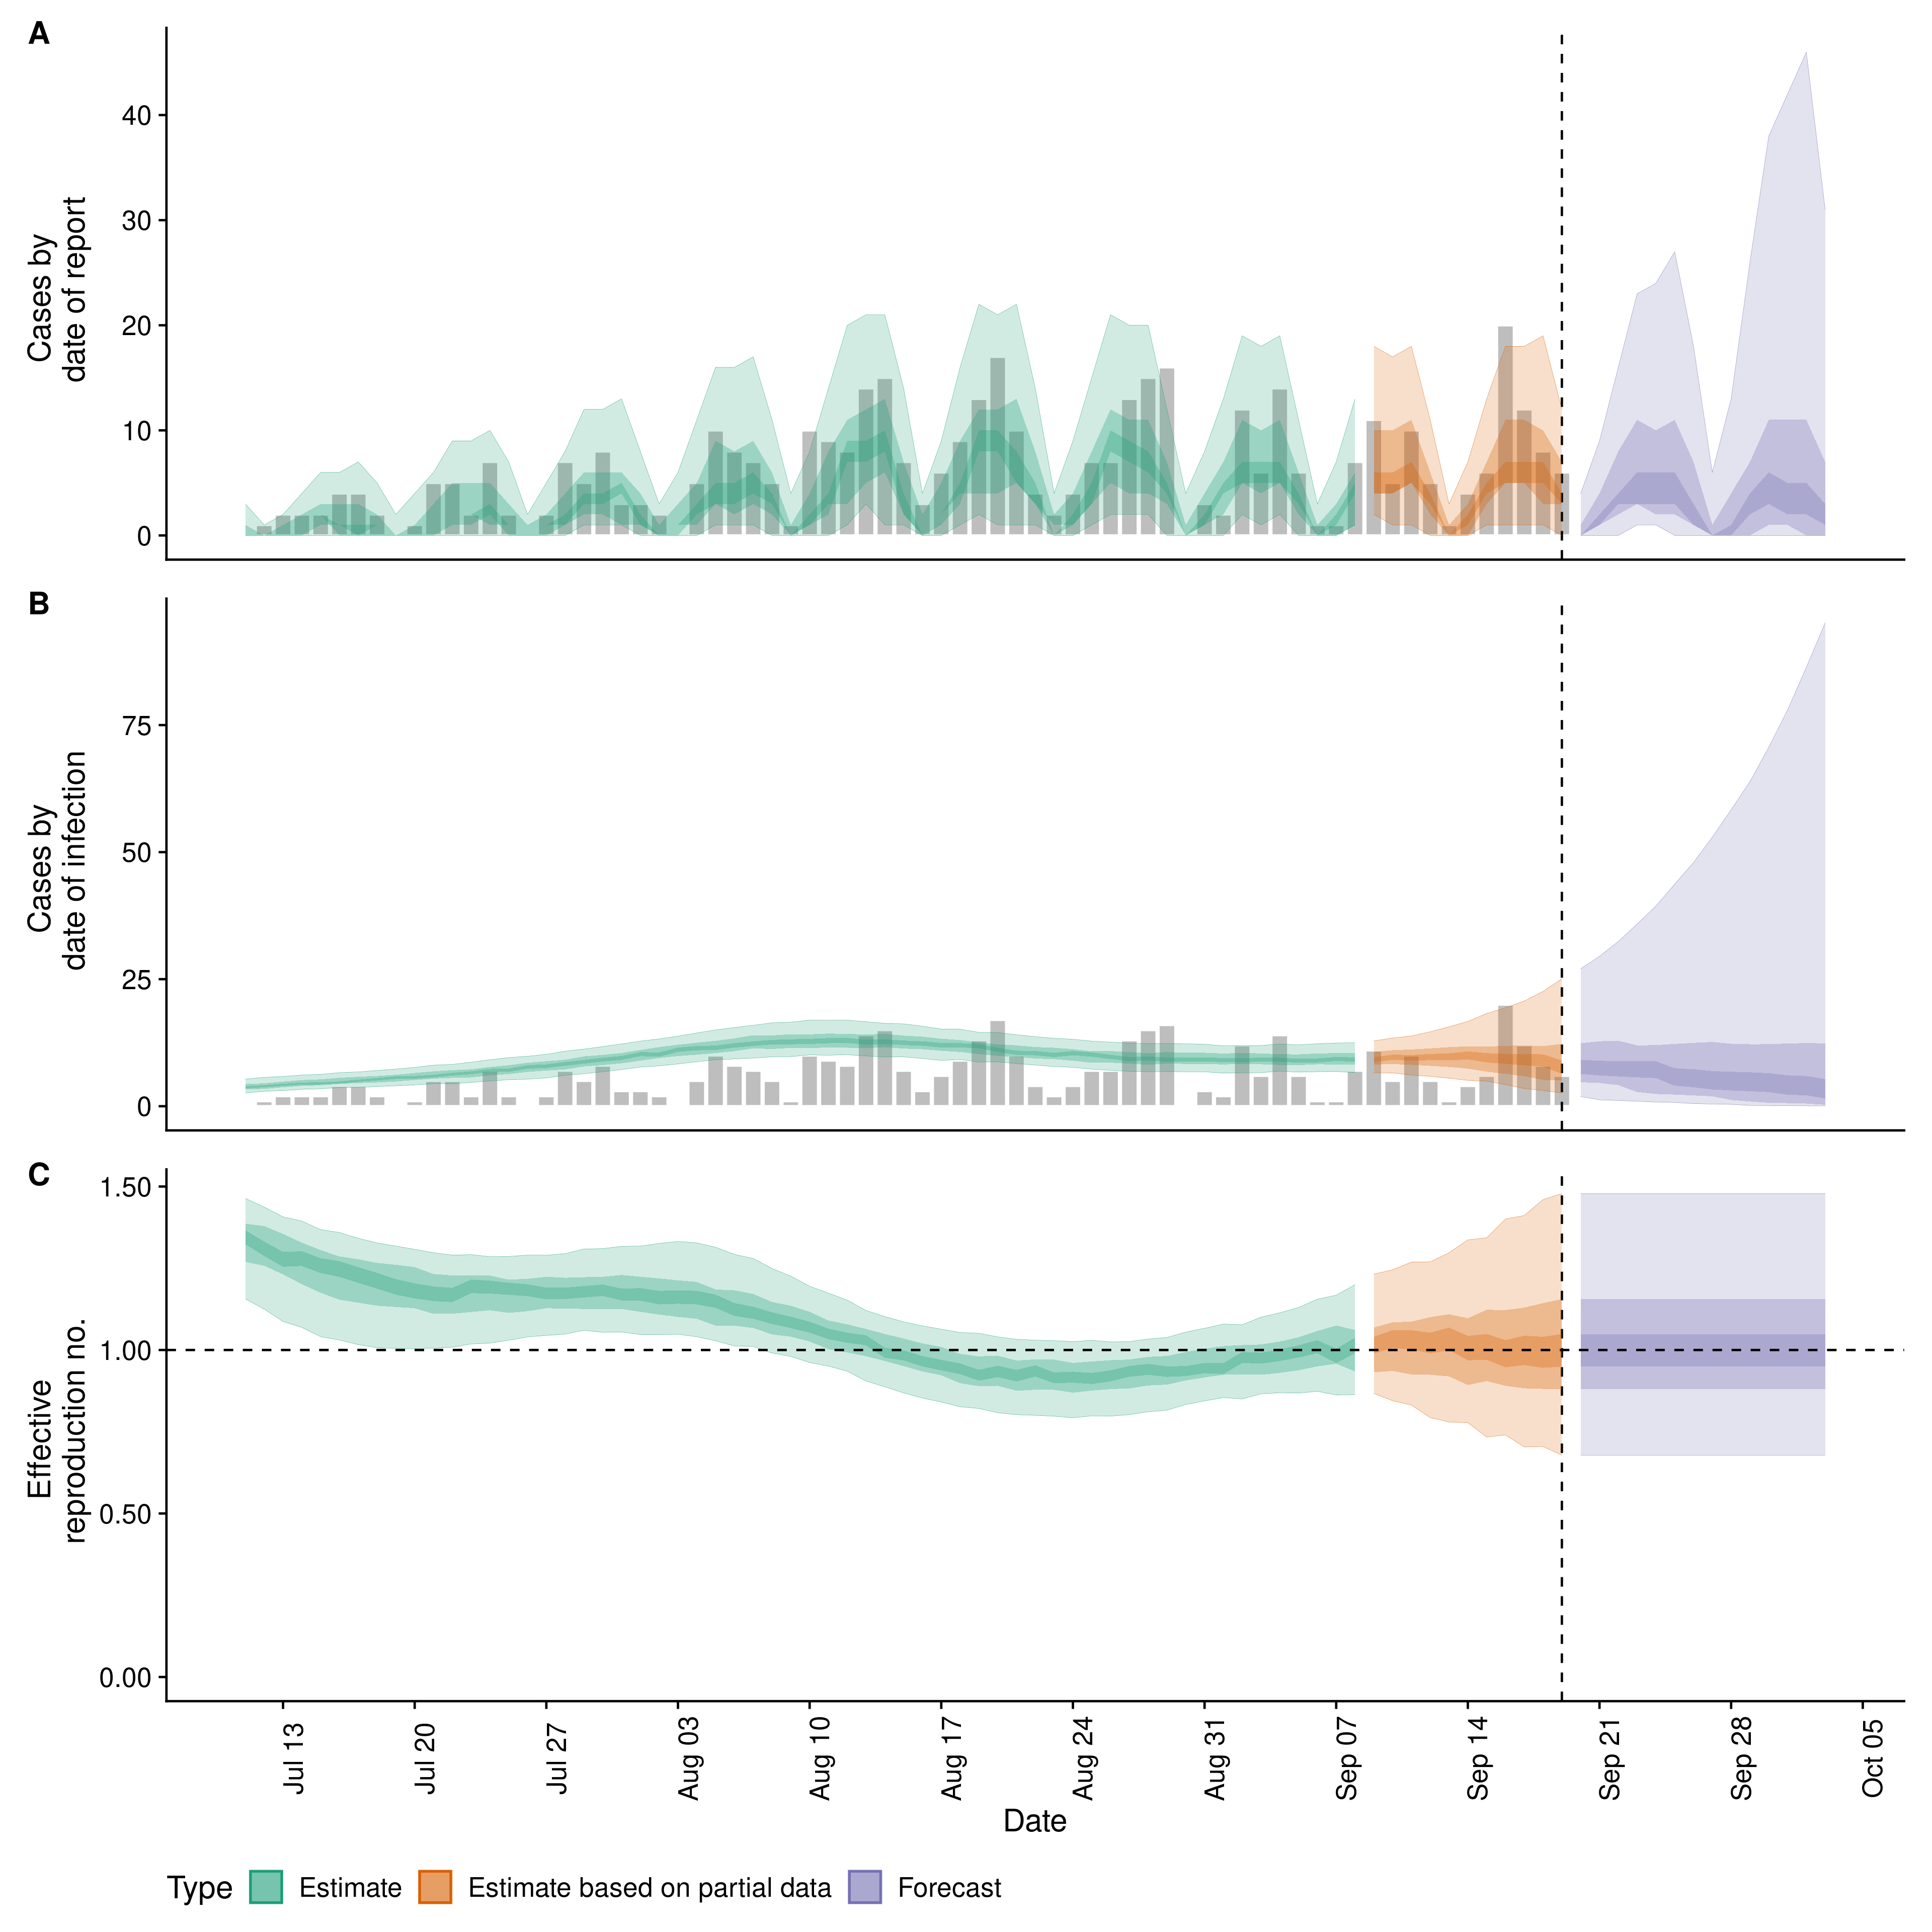 A
Cases by
date of report
40
30
20
10
0
B
Cases by
date of infection
75
50
25
0
C
Effective
reproduction no.
1.50
1.00
0.50
0.00
Jul 13
Jul 20
Jul 27
Aug 03
Aug 10
Aug 17
Aug 24
Aug 31
Sep 07
Sep 14
Sep 21
Sep 28
Oct 05
Date
Type
Estimate
Estimate based on partial data
Forecast